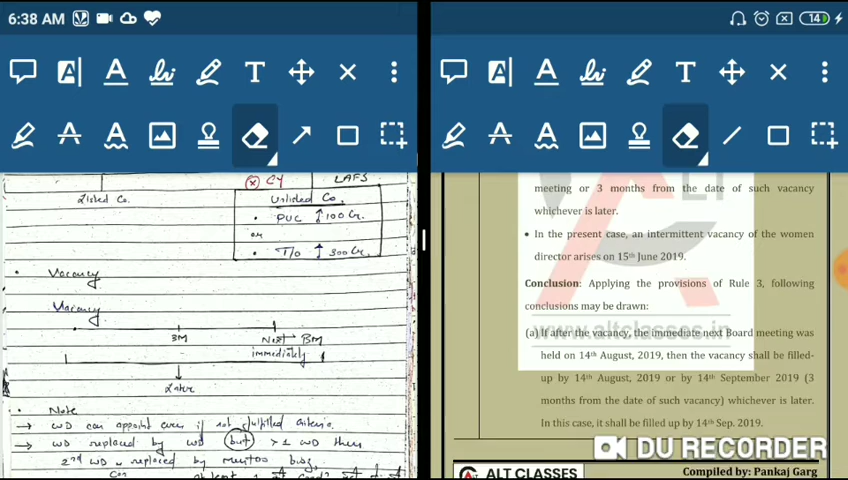 6:38 AM
14
LAFS
(x) CY
Listed Co.
Unlisted Co.
• PUC ↑ 100 Cr.
or
• T/O ↑ 300 Cr.
• Vacancy
Vacancy
3M
Next BM
immediately
Later
• Note
→ WD can appoint even if not fulfilled criteria.
→ WD replaced by WD but >1 WD then
2nd WD replaced by
meeting or 3 months from the date of such vacancy
whichever is later.
• In the present case, an intermittent vacancy of the women
director arises on 15th June 2019.
Conclusion: Applying the provisions of Rule 3, following
conclusions may be drawn:
www.altclasses.in
(a) If after the vacancy, the immediate next Board meeting was
held on 14th August, 2019, then the vacancy shall be filled-
up by 14th August, 2019 or by 14th September 2019 (3
months from the date of such vacancy) whichever is later.
In this case, it shall be filled up by 14th Sep. 2019.
DU RECORDER
ALT CLASSES
Compiled by: Pankaj Garg